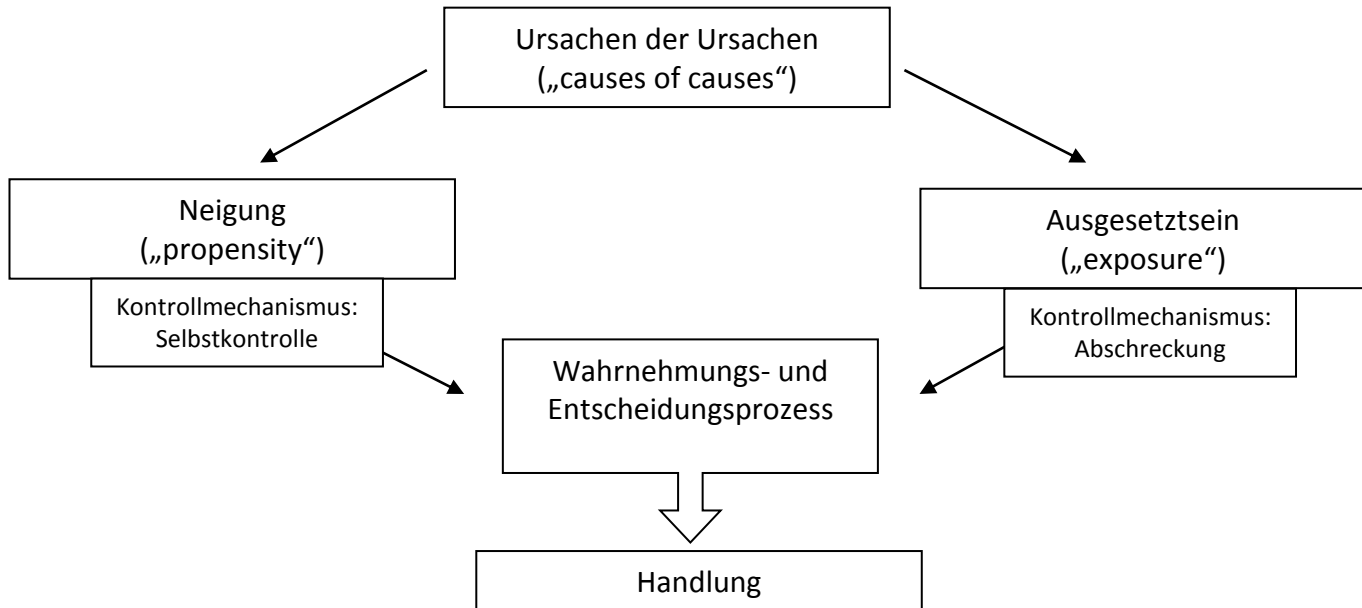 Ursachen der Ursachen
(„causes of causes“)
Neigung
(„propensity“)
Kontrollmechanismus:
Selbstkontrolle
Ausgesetztsein
(„exposure“)
Kontrollmechanismus:
Abschreckung
Wahrnehmungs- und
Entscheidungsprozess
Handlung